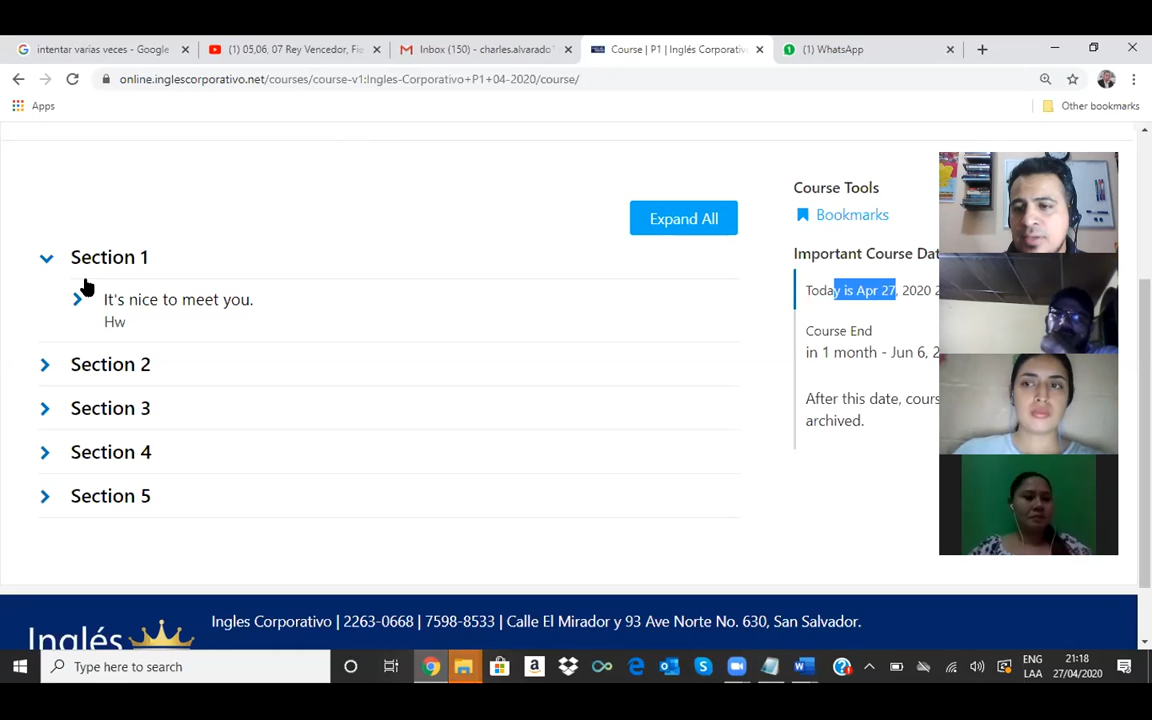 intentar varias veces - Google
(1) 05,06, 07 Rey Vencedor, Fie
Inbox (150) - charles.alvarado
Course | P1 | Inglés Corporativ
(1) WhatsApp
online.inglescorporativo.net/courses/course-v1:Ingles-Corporativo+P1+04-2020/course/
Apps
Other bookmarks
Expand All
Section 1
It's nice to meet you.
Hw
Section 2
Section 3
Section 4
Section 5
Course Tools
Bookmarks
Important Course Dat
Today is Apr 27, 2020 2
Course End
in 1 month - Jun 6, 2
After this date, cours
archived.
Inglés
Ingles Corporativo | 2263-0668 | 7598-8533 | Calle El Mirador y 93 Ave Norte No. 630, San Salvador.
Type here to search
ENG
LAA
21:18
27/04/2020